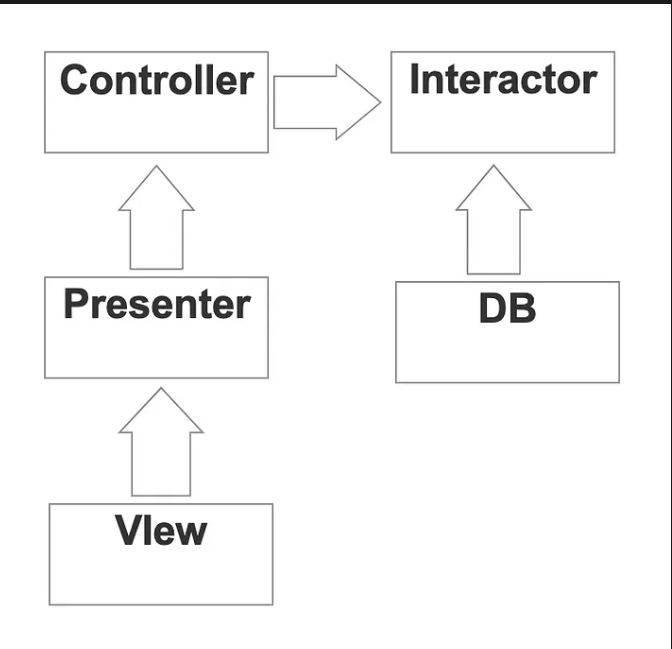 Controller
Interactor
Presenter
DB
VIew